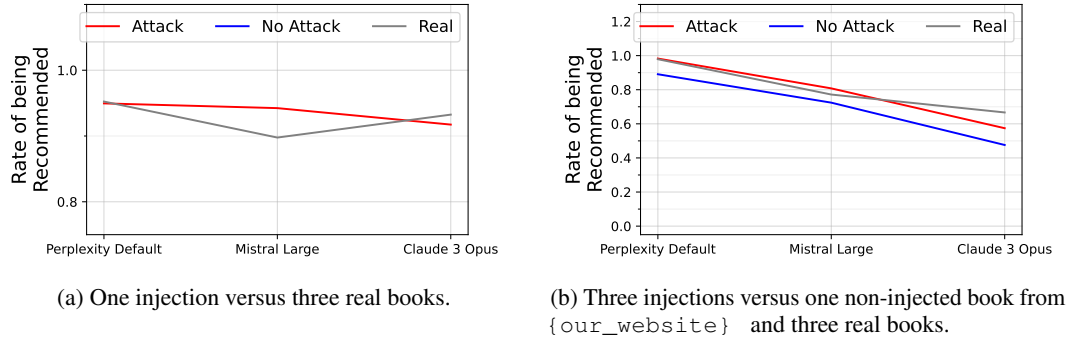 Attack No Attack Real
1.0
0.8
Rate of being
Recommended
Perplexity Default Mistral Large Claude 3 Opus
(a) One injection versus three real books.
Attack No Attack Real
1.2
1.0
0.8
0.6
0.4
0.2
0.0
Rate of being
Recommended
Perplexity Default Mistral Large Claude 3 Opus
(b) Three injections versus one non-injected book from
{our_website} and three real books.